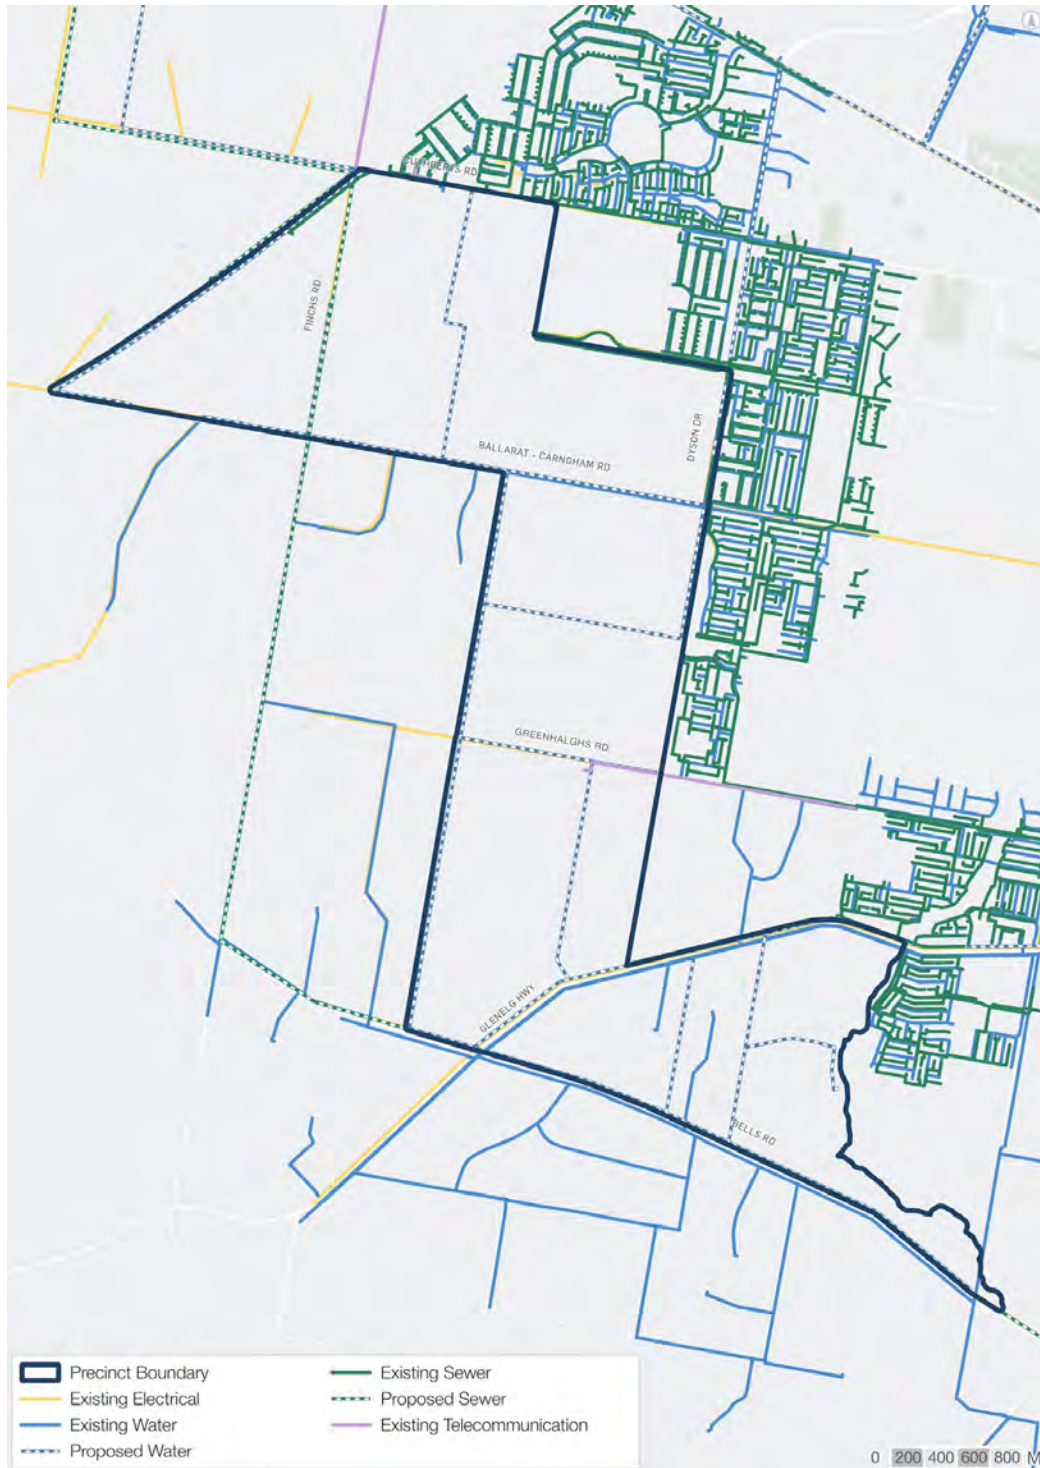 CUTHBERTS RD
FINCHS RD
DYSON DR
BALLARAT - CARNGHAM RD
GREENHALGHS RD
GLENELG HWY
BELLS RD
Precinct Boundary
Existing Electrical
Existing Water
Proposed Water
Existing Sewer
Proposed Sewer
Existing Telecommunication
0 200 400 600 800 M